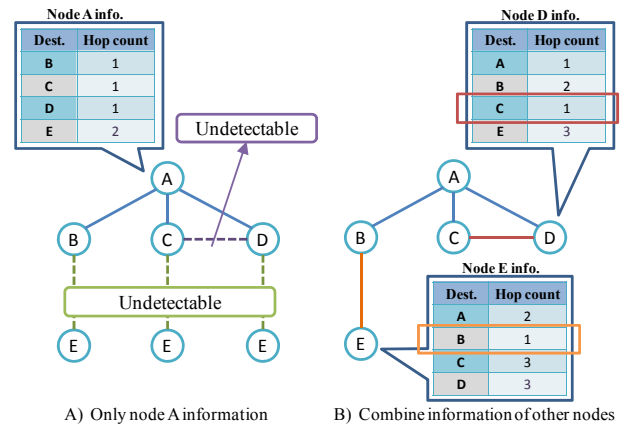 Node A info.
Dest. Hop count
B 1
C 1
D 1
E 2
Undetectable
A
B
C
D
Undetectable
E
E
E
A) Only node A information
Node D info.
Dest. Hop count
A 1
B 2
C 1
E 3
A
B
C
D
E
Node E info.
Dest. Hop count
A 2
B 1
C 3
D 3
B) Combine information of other nodes